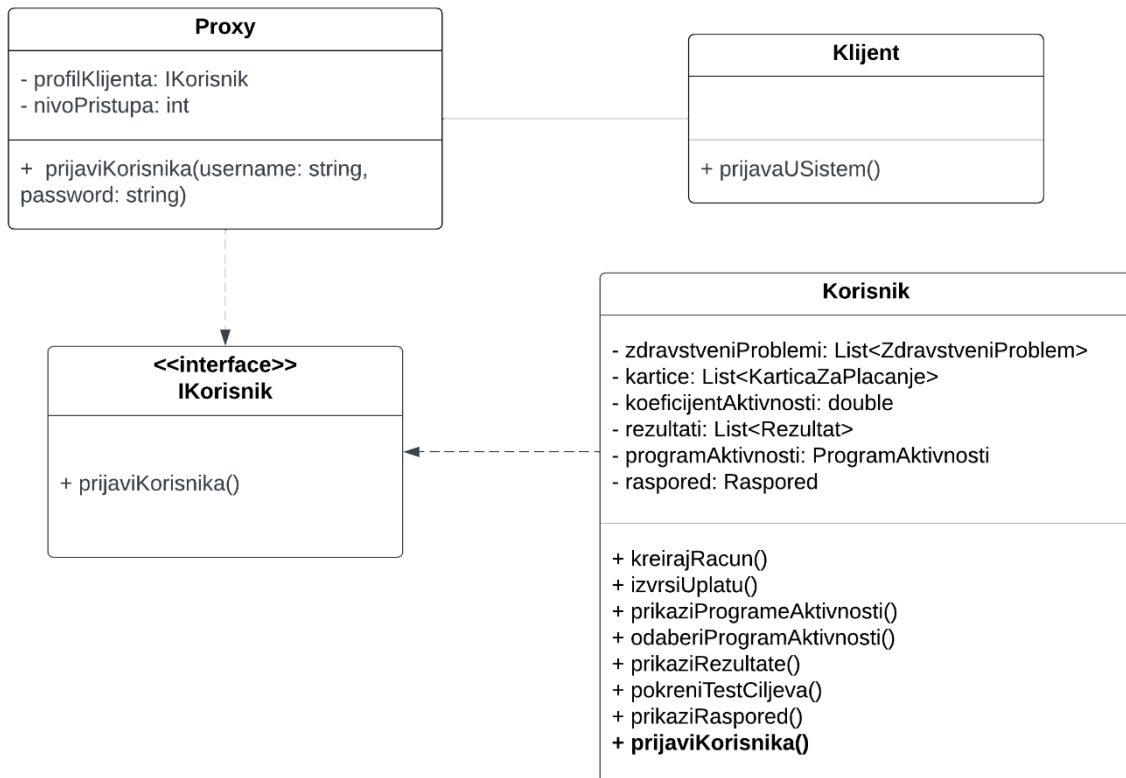 Proxy
- profilKlijenta: IKorisnik
- nivoPristupa: int
+ prijaviKorisnika(username: string,
password: string)
Klijent
+ prijavaUSistem()
<<interface>>
IKorisnik
+ prijaviKorisnika()
Korisnik
- zdravstveniProblemi: List<ZdravstveniProblem>
- kartice: List<KarticaZaPlacanje>
- koeficijentAktivnosti: double
- rezultati: List<Rezultat>
- programAktivnosti: ProgramAktivnosti
- raspored: Raspored
+ kreirajRacun()
+ izvrsiUplatu()
+ prikaziProgrameAktivnosti()
+ odaberiProgramAktivnosti()
+ prikaziRezultate()
+ pokreniTestCiljeva()
+ prikaziRaspored()
+ prijaviKorisnika()